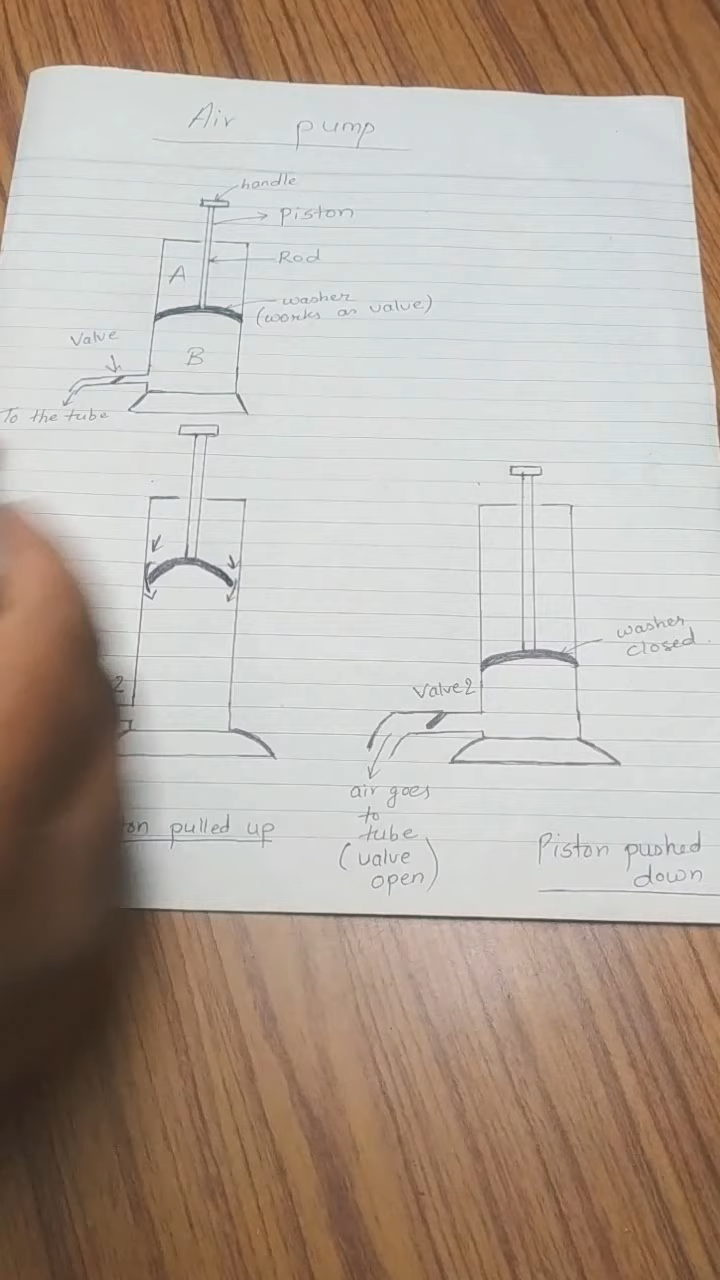 Air pump
handle
Piston
Rod
A
washer
(works as valve)
Valve
B
To the tube
washer
closed
2
Valve2
air goes
to
tube
(valve
open)
pulled up
Piston pushed
down